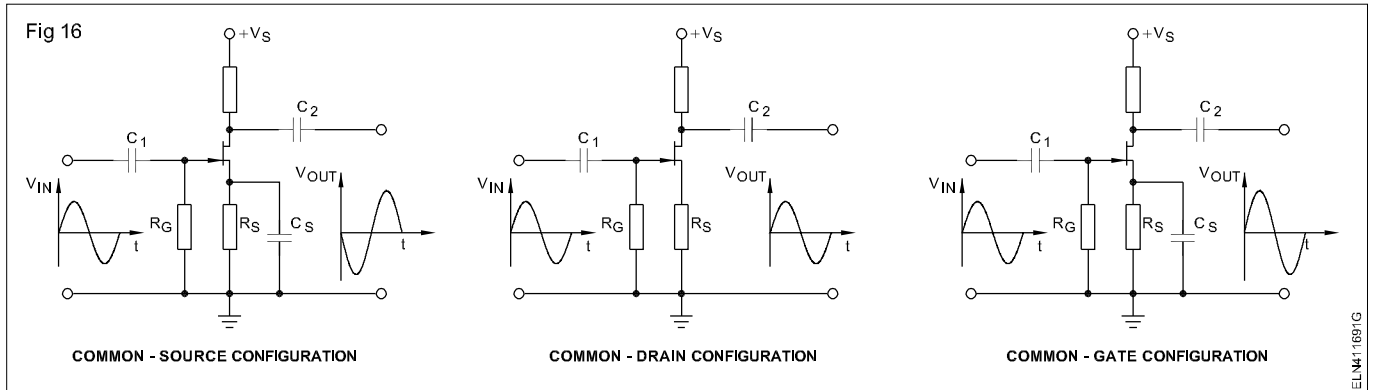 Fig 16
+VS
C2
C1
VIN
VOUT
RG
RS
CS
t
t
COMMON - SOURCE CONFIGURATION
+VS
C2
C1
VIN
VOUT
RG
RS
t
t
COMMON - DRAIN CONFIGURATION
+VS
C2
C1
VIN
VOUT
RG
RS
CS
t
t
COMMON - GATE CONFIGURATION
ELN411691G